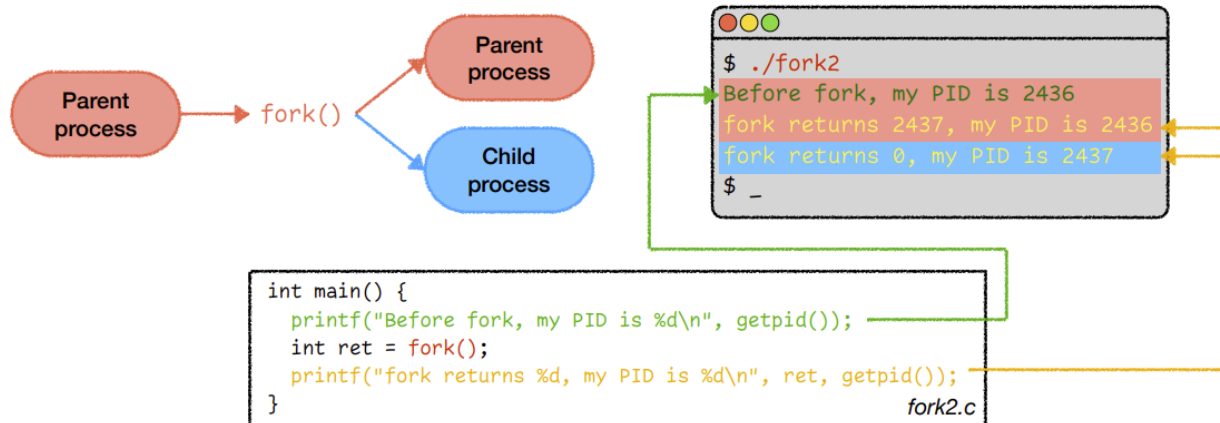 Parent
process
fork()
Parent
process
Child
process
$ ./fork2
Before fork, my PID is 2436
fork returns 2437, my PID is 2436
fork returns 0, my PID is 2437
$ _
int main() {
  printf("Before fork, my PID is %d\n", getpid());
  int ret = fork();
  printf("fork returns %d, my PID is %d\n", ret, getpid());
}
fork2.c